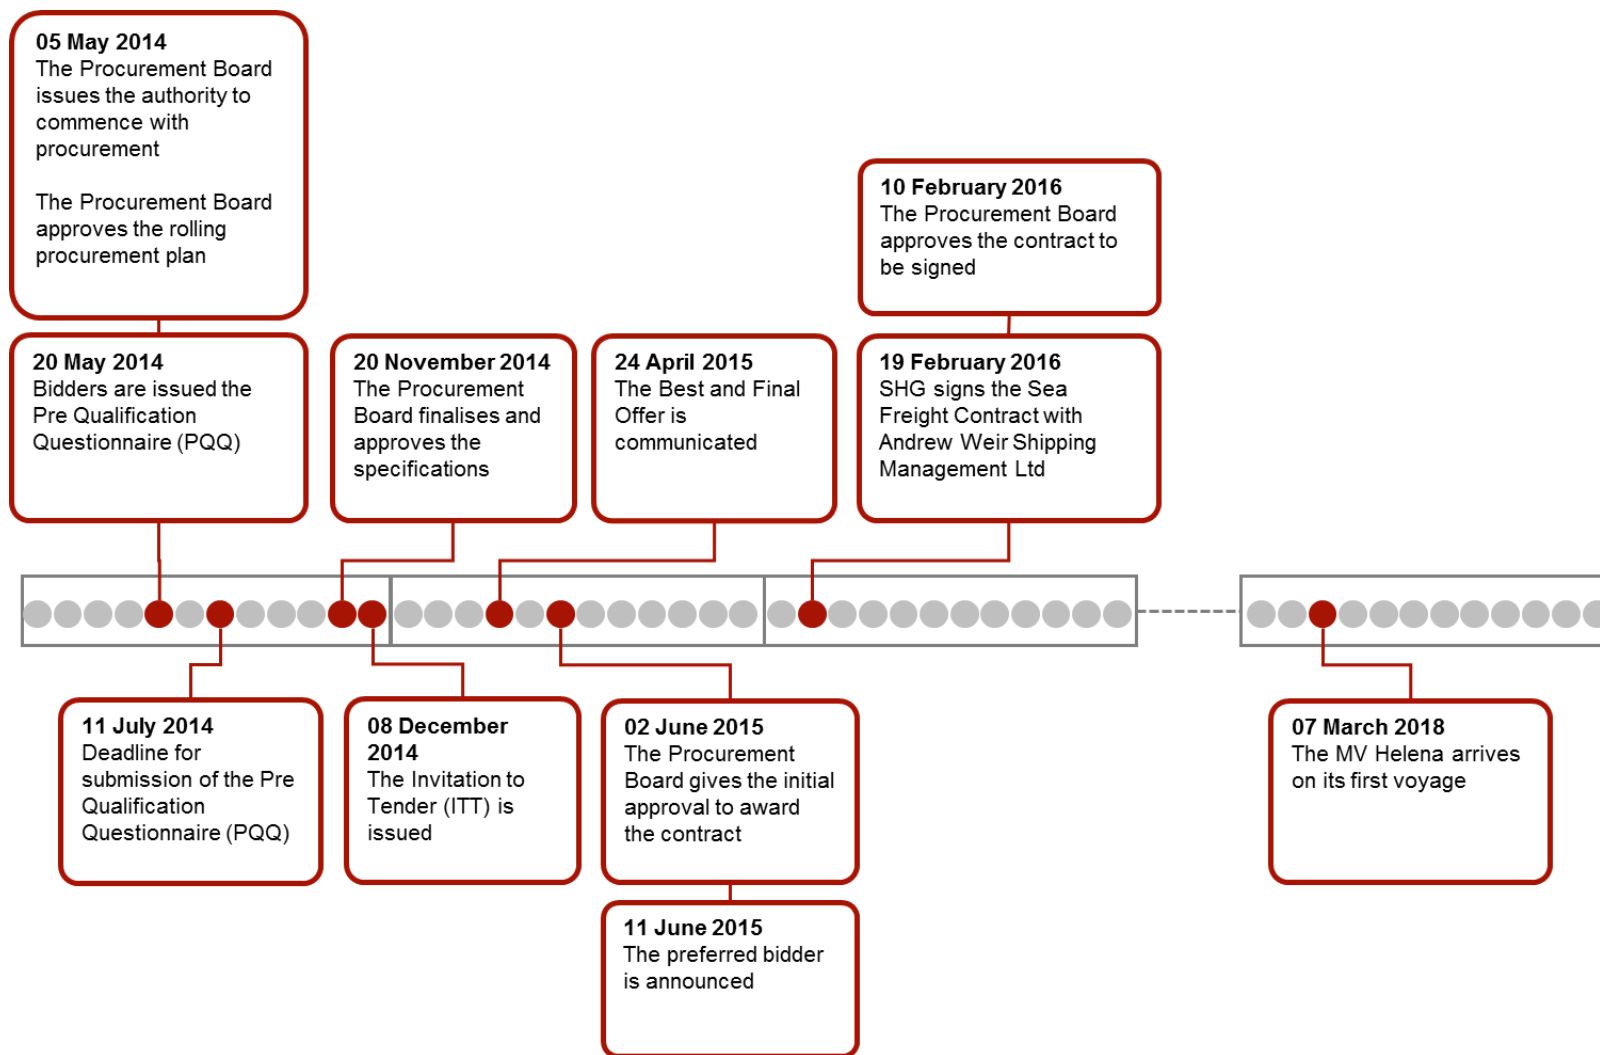 05 May 2014
The Procurement Board
issues the authority to
commence with
procurement
The Procurement Board
approves the rolling
procurement plan
20 May 2014
Bidders are issued the
Pre Qualification
Questionnaire (PQQ)
20 November 2014
The Procurement
Board finalises and
approves the
specifications
24 April 2015
The Best and Final
Offer is
communicated
10 February 2016
The Procurement Board
approves the contract to
be signed
19 February 2016
SHG signs the Sea
Freight Contract with
Andrew Weir Shipping
Management Ltd
11 July 2014
Deadline for
submission of the Pre
Qualification
Questionnaire (PQQ)
08 December
2014
The Invitation to
Tender (ITT) is
issued
02 June 2015
The Procurement
Board gives the initial
approval to award
the contract
11 June 2015
The preferred bidder
is announced
07 March 2018
The MV Helena arrives
on its first voyage